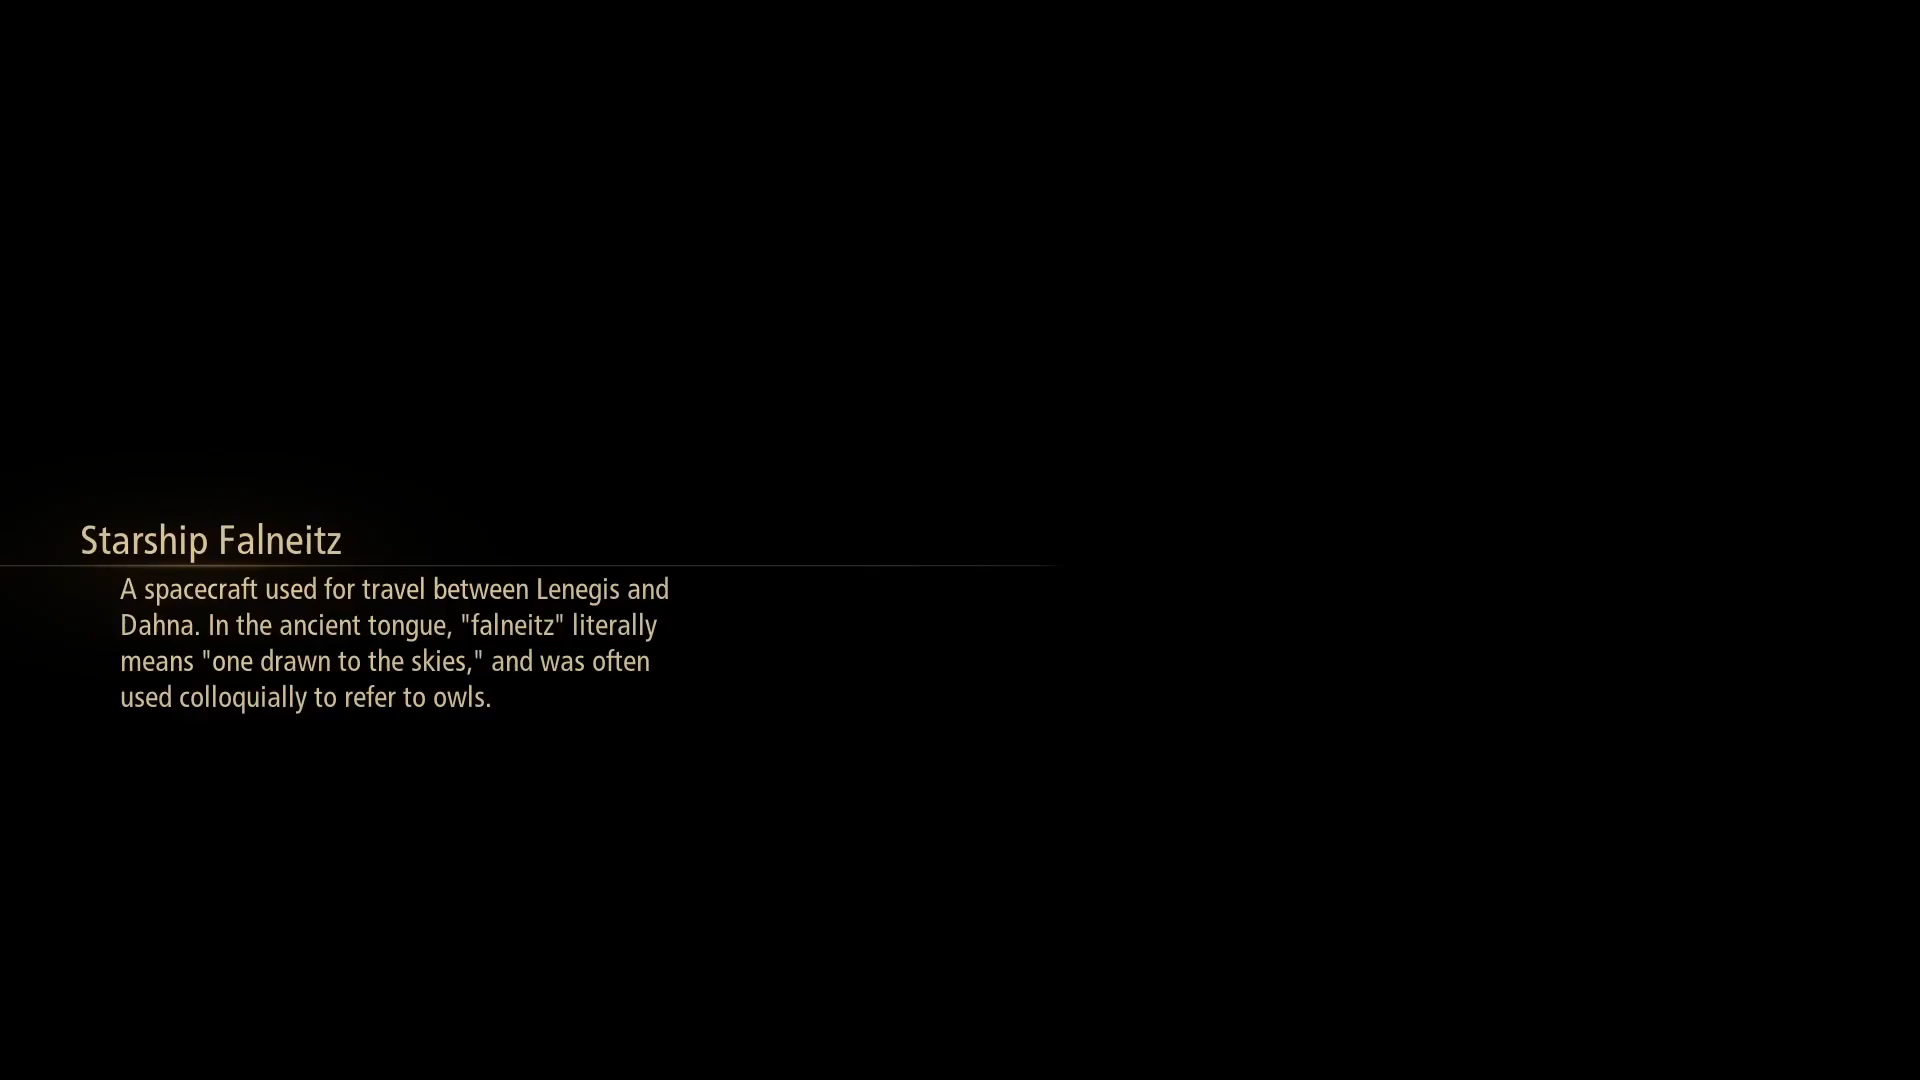 Starship Falneitz
A spacecraft used for travel between Lenegis and
Dahna. In the ancient tongue, "falneitz" literally
means "one drawn to the skies," and was often
used colloquially to refer to owls.